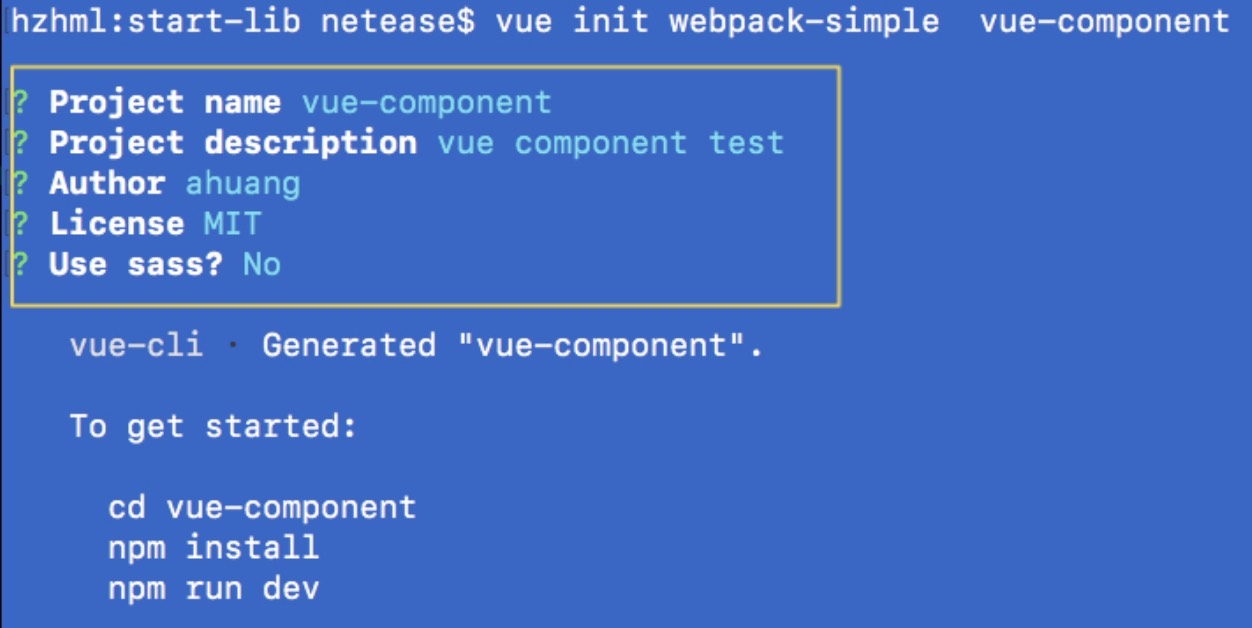 hzhml:start-lib netease$ vue init webpack-simple  vue-component
? Project name vue-component
? Project description vue component test
? Author ahuang
? License MIT
? Use sass? No
vue-cli · Generated "vue-component".
To get started:
cd vue-component
npm install
npm run dev